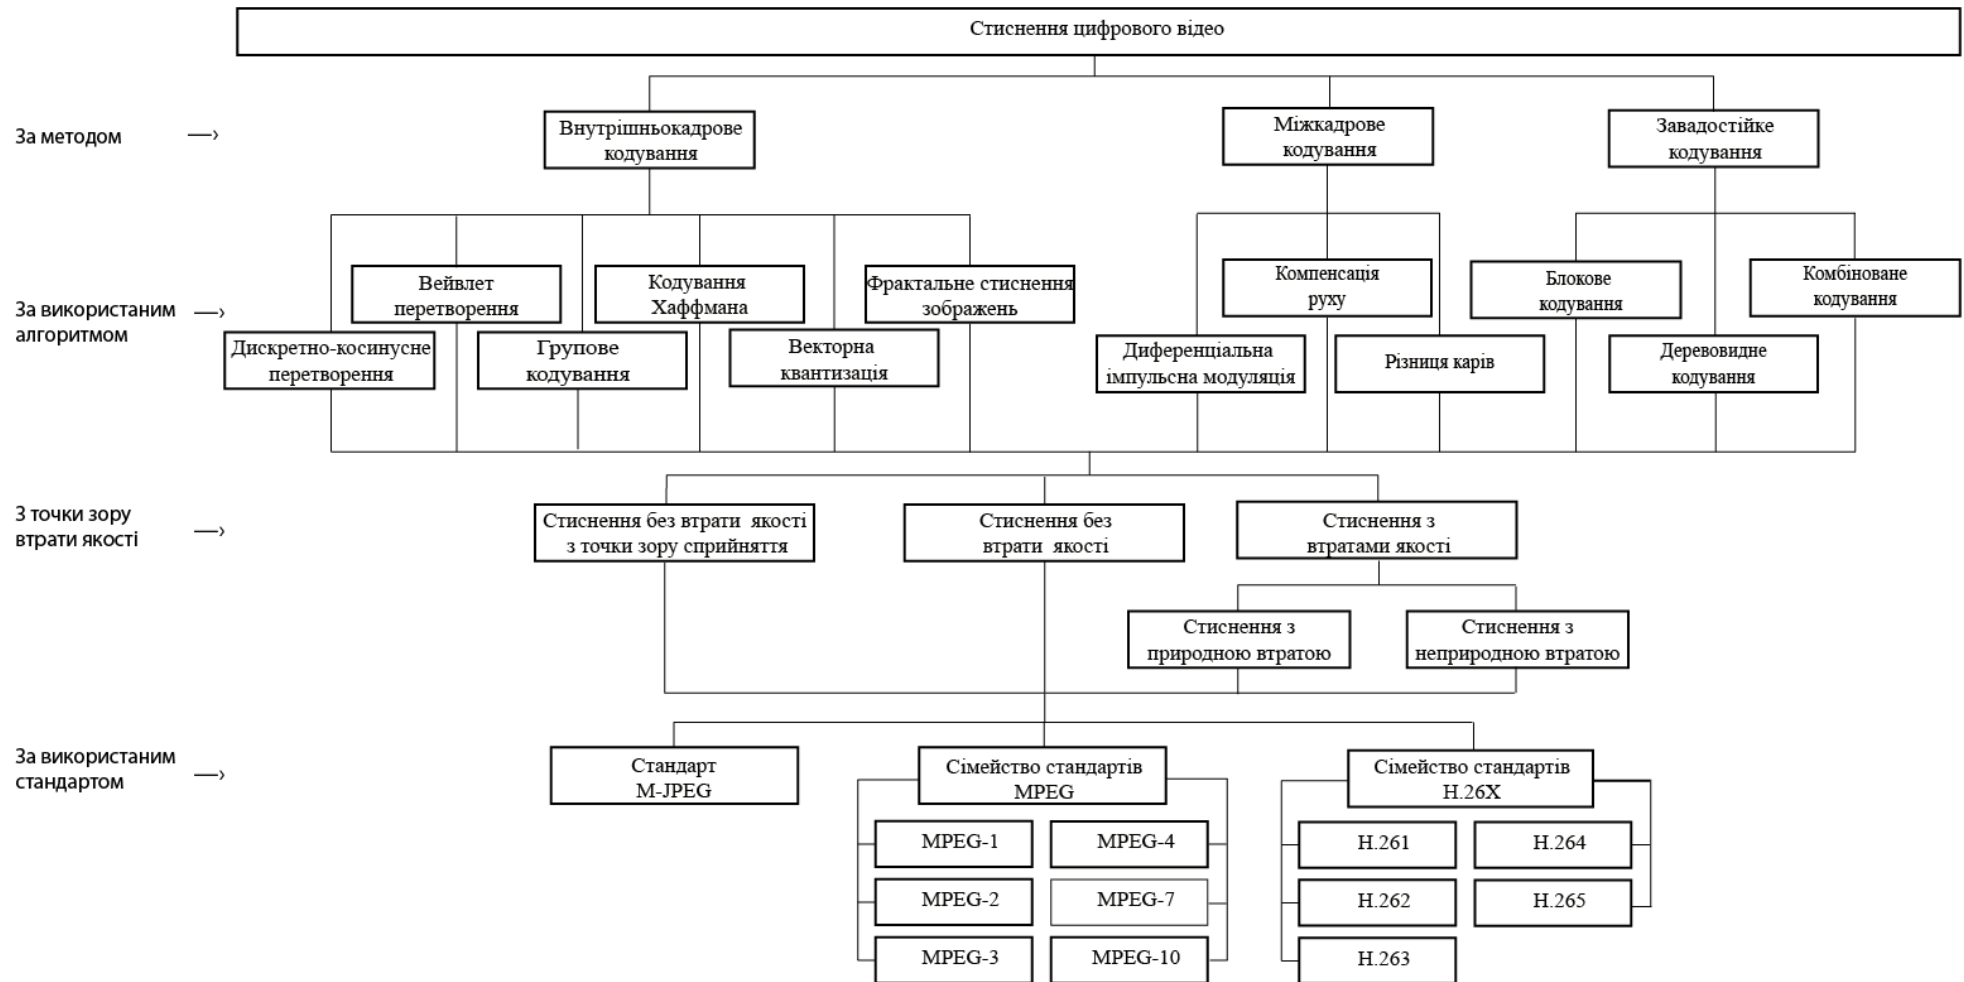 Стиснення цифрового відео
За методом
Внутрішньокадрове
кодування
Міжкадрове
кодування
Завадостійке
кодування
За використаним
алгоритмом
Вейвлет
перетворення
Кодування
Хаффмана
Фрактальне стиснення
зображень
Компенсація
руху
Блокове
кодування
Комбіноване
кодування
Дискретно-косинусне
перетворення
Групове
кодування
Векторна
квантизація
Диференціальна
імпульсна модуляція
Різниця карів
Деревовидне
кодування
З точки зору
втрати якості
Стиснення без втрати якості
з точки зору сприйняття
Стиснення без
втрати якості
Стиснення з
втратами якості
Стиснення з
природною втратою
Стиснення з
неприродною втратою
За використаним
стандартом
Стандарт
M-JPEG
Сімейство стандартів
MPEG
Сімейство стандартів
H.26X
MPEG-1
MPEG-4
H.261
H.264
MPEG-2
MPEG-7
H.262
H.265
MPEG-3
MPEG-10
H.263